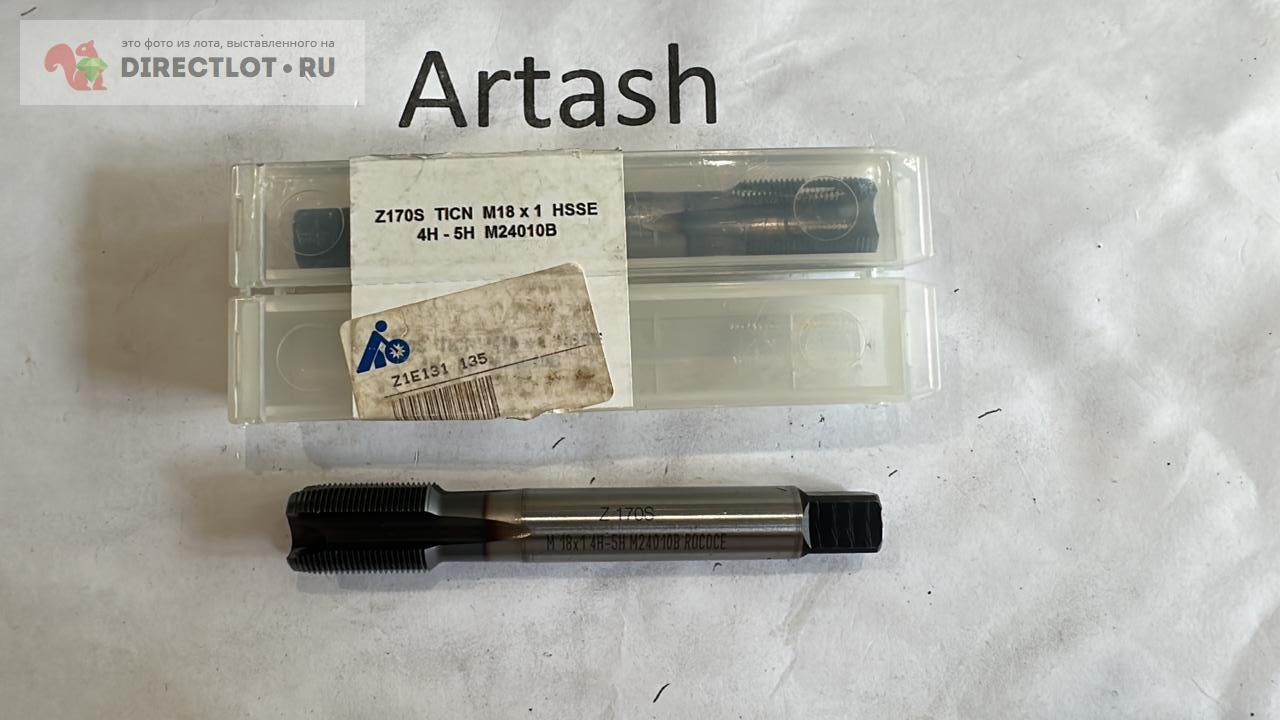 это фото из лота, выставленного на
DIRECTLOT•RU
Artash
Z170S TICN M18 x 1 HSSE
4H - 5H M24010B
Z1E131 135
Z 170S
M 18x1 4H-5H M24010B ROCOCE